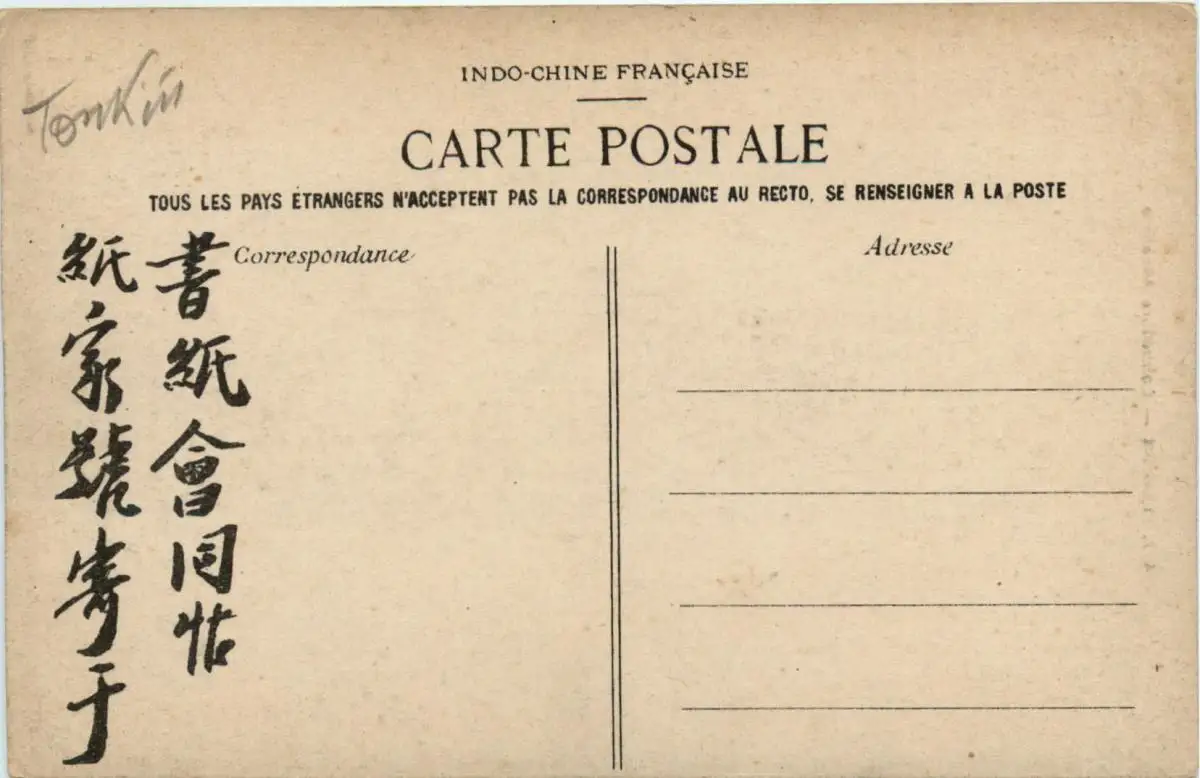 Tonkin
INDO-CHINE FRANÇAISE
CARTE POSTALE
TOUS LES PAYS ÉTRANGERS N'ACCEPTENT PAS LA CORRESPONDANCE AU RECTO, SE RENSEIGNER A LA POSTE
Correspondance
Adresse
書紙會同帖
紙家號寄于